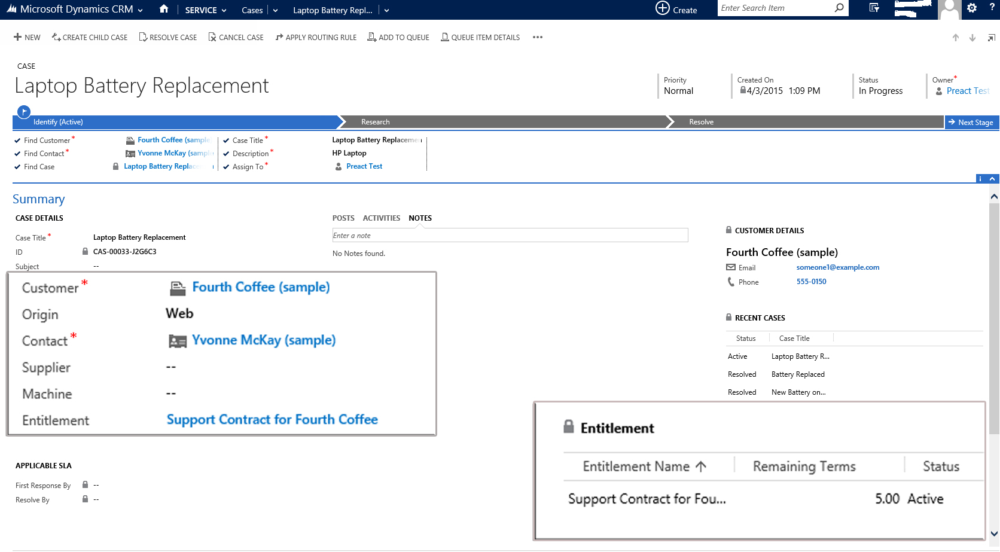 Microsoft Dynamics CRM SERVICE Cases Laptop Battery Repl... Create Enter Search Item ?
NEW CREATE CHILD CASE RESOLVE CASE CANCEL CASE APPLY ROUTING RULE ADD TO QUEUE QUEUE ITEM DETAILS •••
CASE
Laptop Battery Replacement
Priority Created On Status Owner*
Normal 4/3/2015 1:09 PM In Progress Preact Test
Identify (Active) Research Resolve Next Stage
Find Customer* Fourth Coffee (sample Case Title* Laptop Battery Replacemen
Find Contact* Yvonne McKay (sample Description* HP Laptop
Find Case Laptop Battery Replace Assign To* Preact Test
i
Summary
CASE DETAILS
Case Title* Laptop Battery Replacement
ID CAS-00033-J2G6C3
Subject --
Customer* Fourth Coffee (sample)
Origin Web
Contact* Yvonne McKay (sample)
Supplier --
Machine --
Entitlement Support Contract for Fourth Coffee
APPLICABLE SLA
First Response By --
Resolve By --
POSTS ACTIVITIES NOTES
Enter a note
No Notes found.
CUSTOMER DETAILS
Fourth Coffee (sample)
Email someone1@example.com
Phone 555-0150
RECENT CASES
Status Case Title
Active Laptop Battery R...
Resolved Battery Replaced
Resolved New Battery on...
Entitlement
Entitlement Name Remaining Terms Status
Support Contract for Fou... 5.00 Active